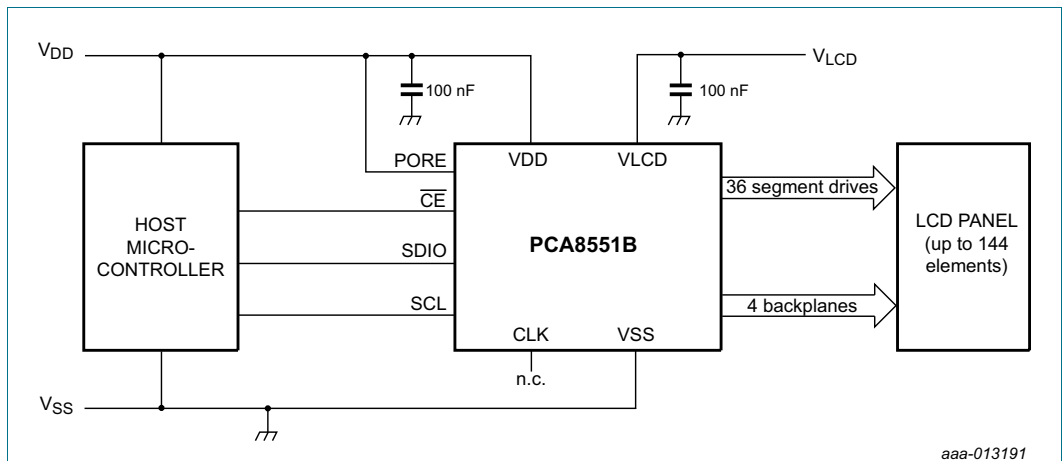 VDD
VLCD
100 nF
100 nF
PORE
VDD
VLCD
CE
36 segment drives
HOST
MICRO-
CONTROLLER
SDIO
PCA8551B
LCD PANEL
(up to 144
elements)
SCL
4 backplanes
CLK
VSS
n.c.
VSS
aaa-013191